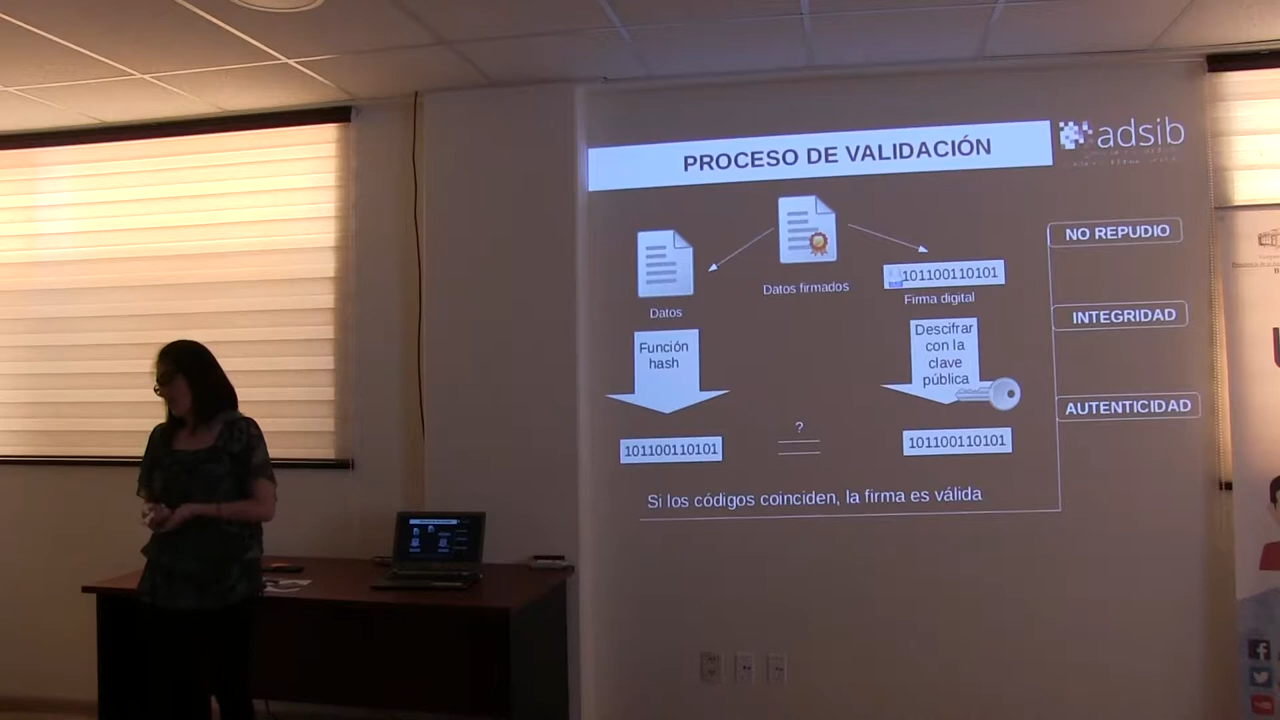 PROCESO DE VALIDACIÓN
adsib
Datos firmados
Datos
101100110101
Firma digital
Función
hash
Descifrar
con la
clave
pública
101100110101
?
101100110101
Si los códigos coinciden, la firma es válida
NO REPUDIO
INTEGRIDAD
AUTENTICIDAD